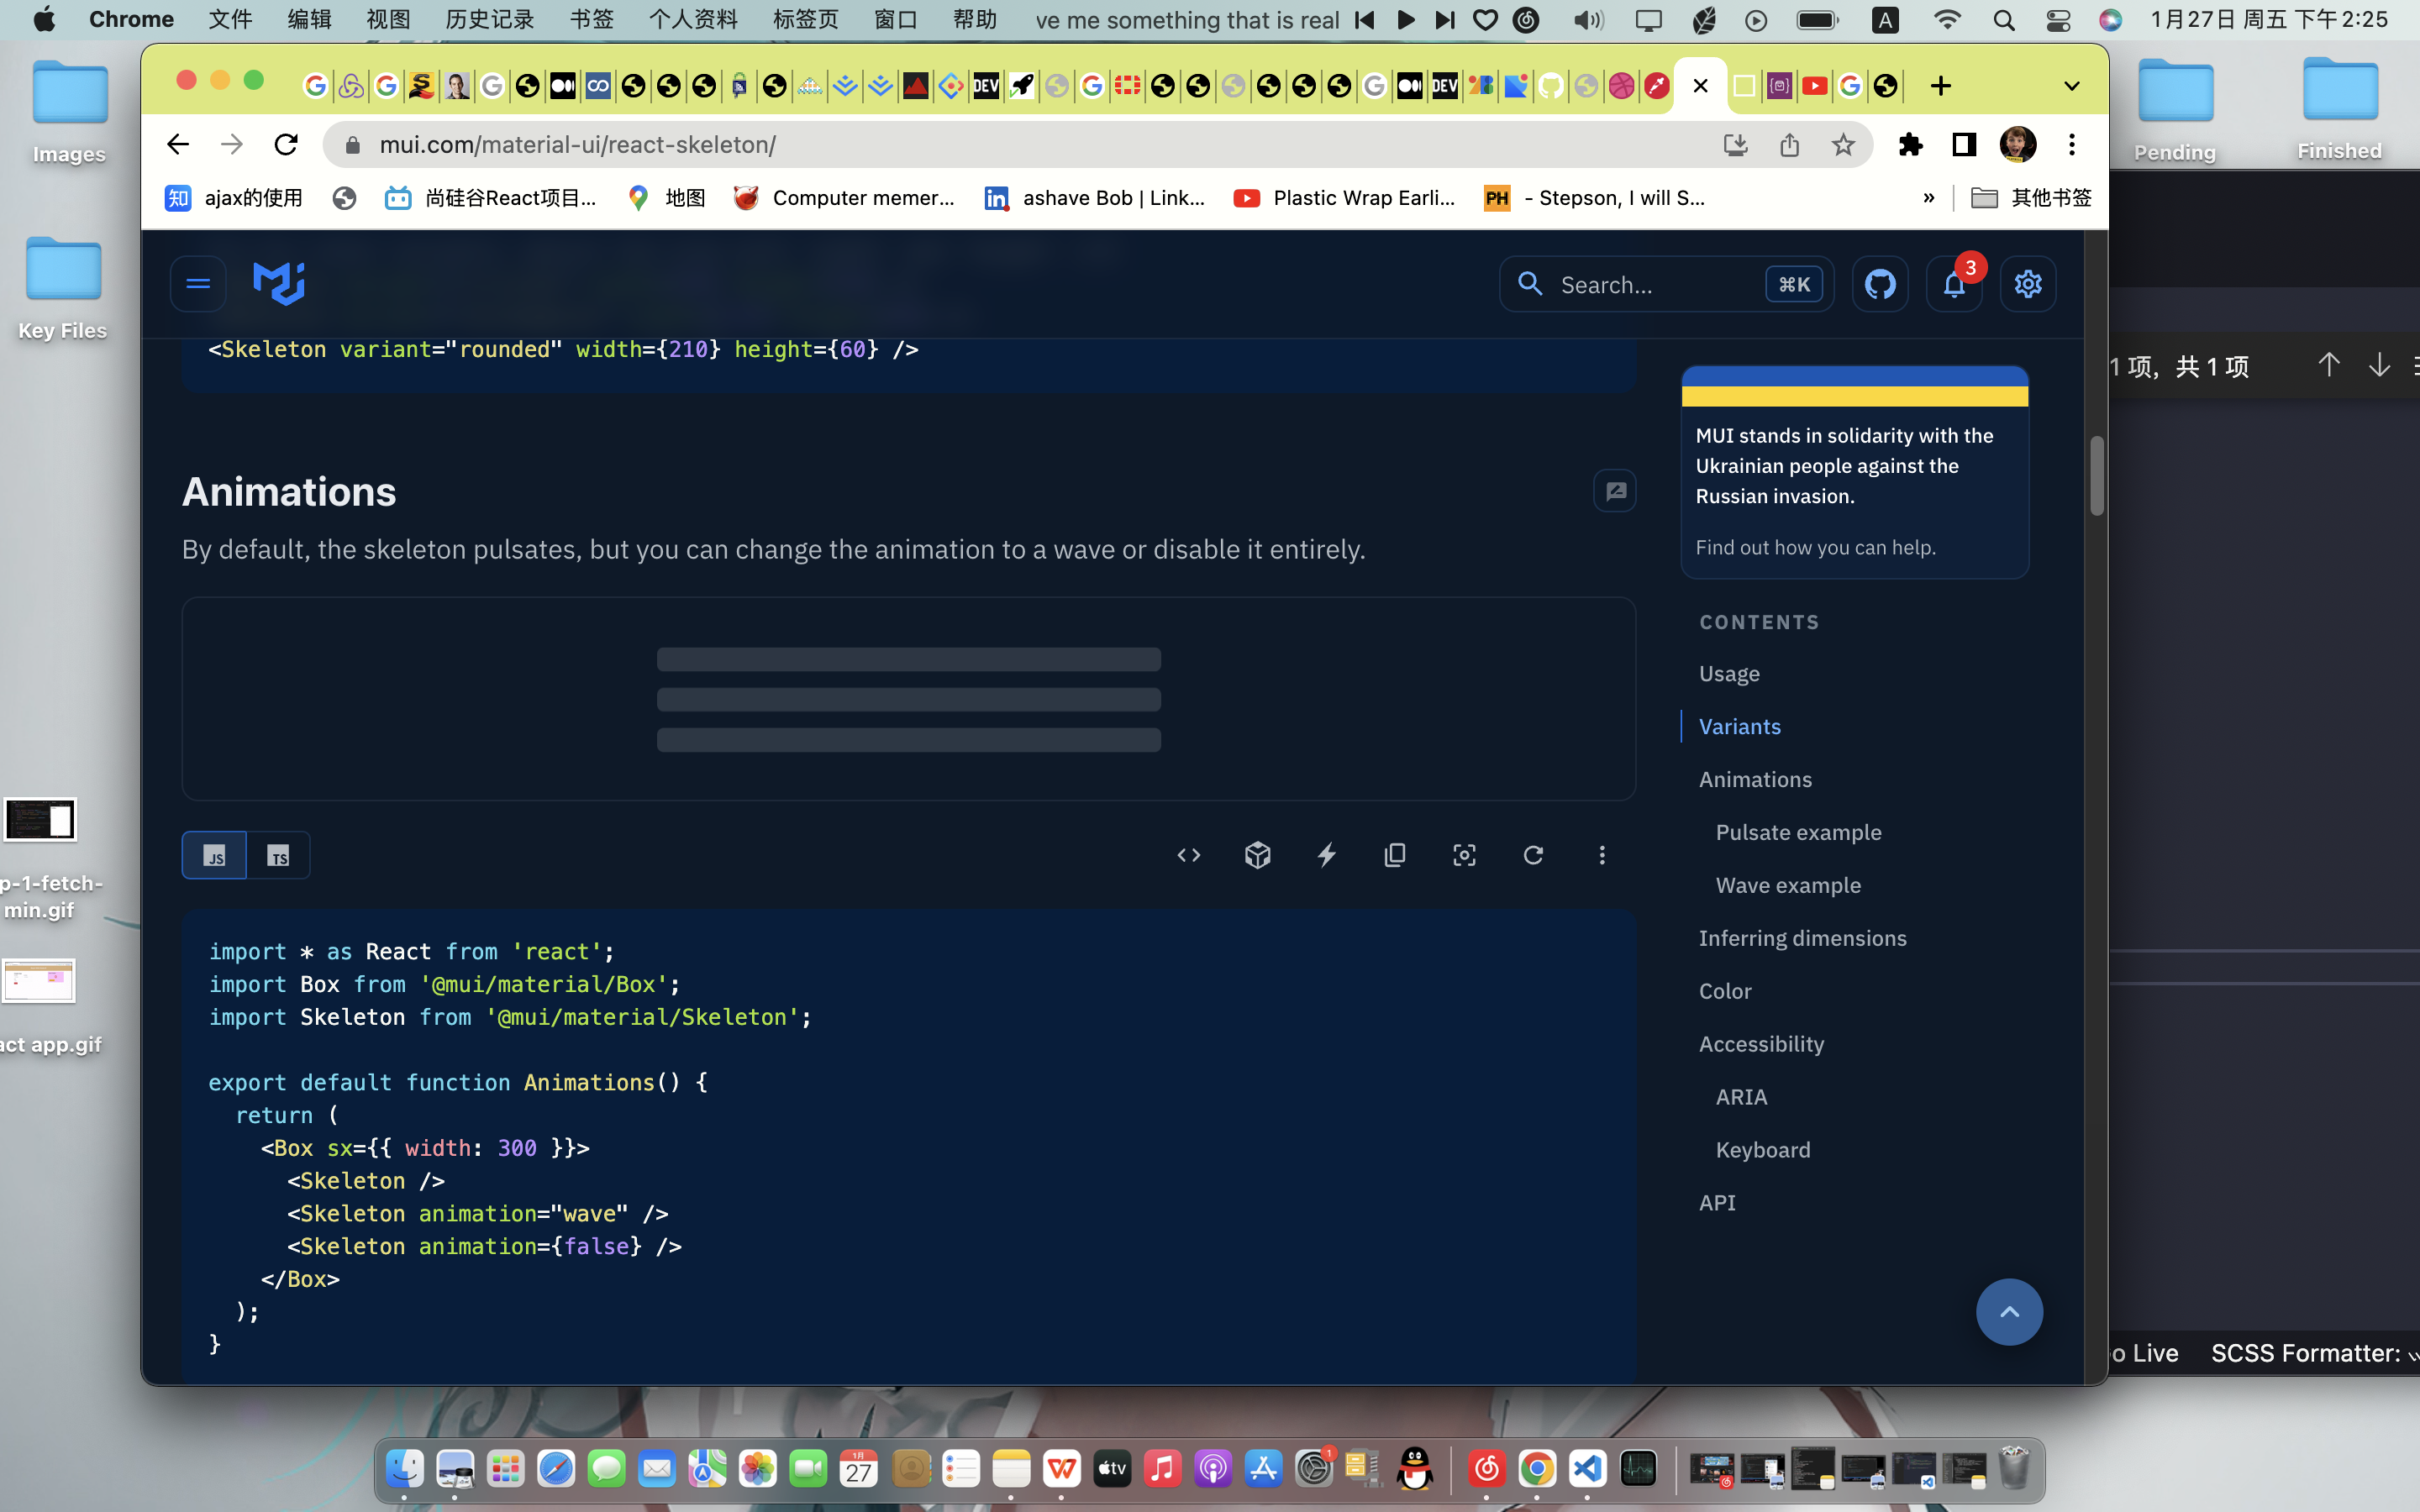 Chrome 文件 编辑 视图 历史记录 书签 个人资料 标签页 窗口 帮助 ve me something that is real A 1月27日 周五 下午2:25
Images
Key Files
p-1-fetch-
min.gif
act app.gif
Pending
Finished
DEV DEV
mui.com/material-ui/react-skeleton/
知 ajax的使用 尚硅谷React项目... 地图 Computer memer... in ashave Bob | Link... Plastic Wrap Earli... PH - Stepson, I will S... » 其他书签
Search... ⌘K 3
<Skeleton variant="rounded" width={210} height={60} />
Animations
By default, the skeleton pulsates, but you can change the animation to a wave or disable it entirely.
JS TS
import * as React from 'react';
import Box from '@mui/material/Box';
import Skeleton from '@mui/material/Skeleton';
export default function Animations() {
return (
<Box sx={{ width: 300 }}>
<Skeleton />
<Skeleton animation="wave" />
<Skeleton animation={false} />
</Box>
);
}
MUI stands in solidarity with the
Ukrainian people against the
Russian invasion.
Find out how you can help.
CONTENTS
Usage
Variants
Animations
Pulsate example
Wave example
Inferring dimensions
Color
Accessibility
ARIA
Keyboard
API
1 项, 共 1 项
o Live SCSS Formatter:
1月
27
tv
1